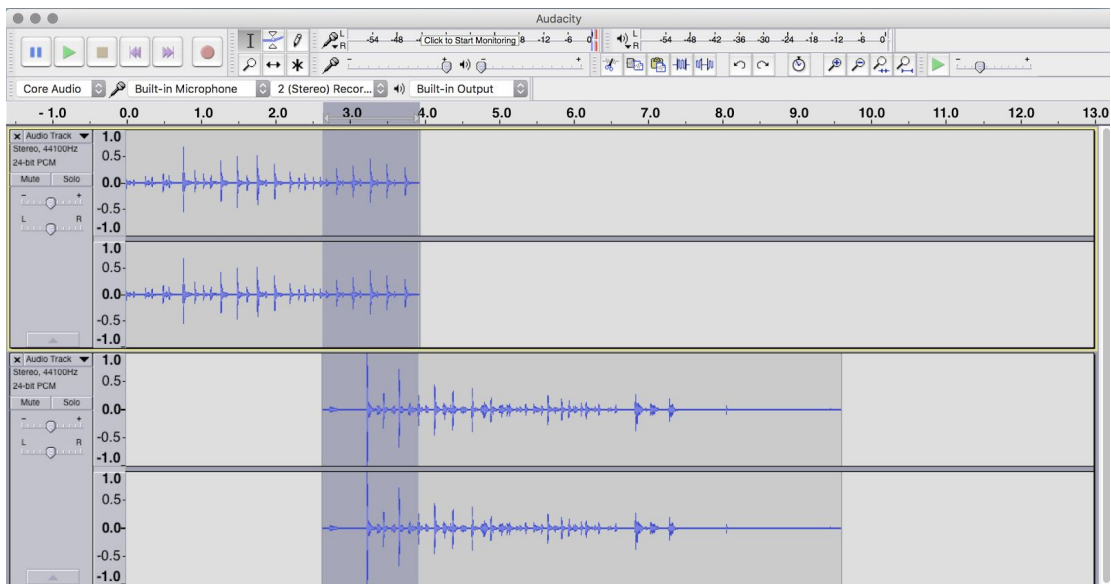 Audacity
L R -54 -48 -4 Click to Start Monitoring 8 -12 -6 0
L R -54 -48 -42 -36 -30 -24 -18 -12 -6 0
- + - +
- +
Core Audio Built-in Microphone 2 (Stereo) Recor... Built-in Output
- 1.0 0.0 1.0 2.0 3.0 4.0 5.0 6.0 7.0 8.0 9.0 10.0 11.0 12.0 13.0
x Audio Track 1.0
Stereo, 44100Hz
24-bit PCM 0.5
Mute Solo
- + 0.0
L R -0.5
-1.0
1.0
0.5
0.0
-0.5
-1.0
x Audio Track 1.0
Stereo, 44100Hz
24-bit PCM 0.5
Mute Solo
- + 0.0
L R -0.5
-1.0
1.0
0.5
0.0
-0.5
-1.0